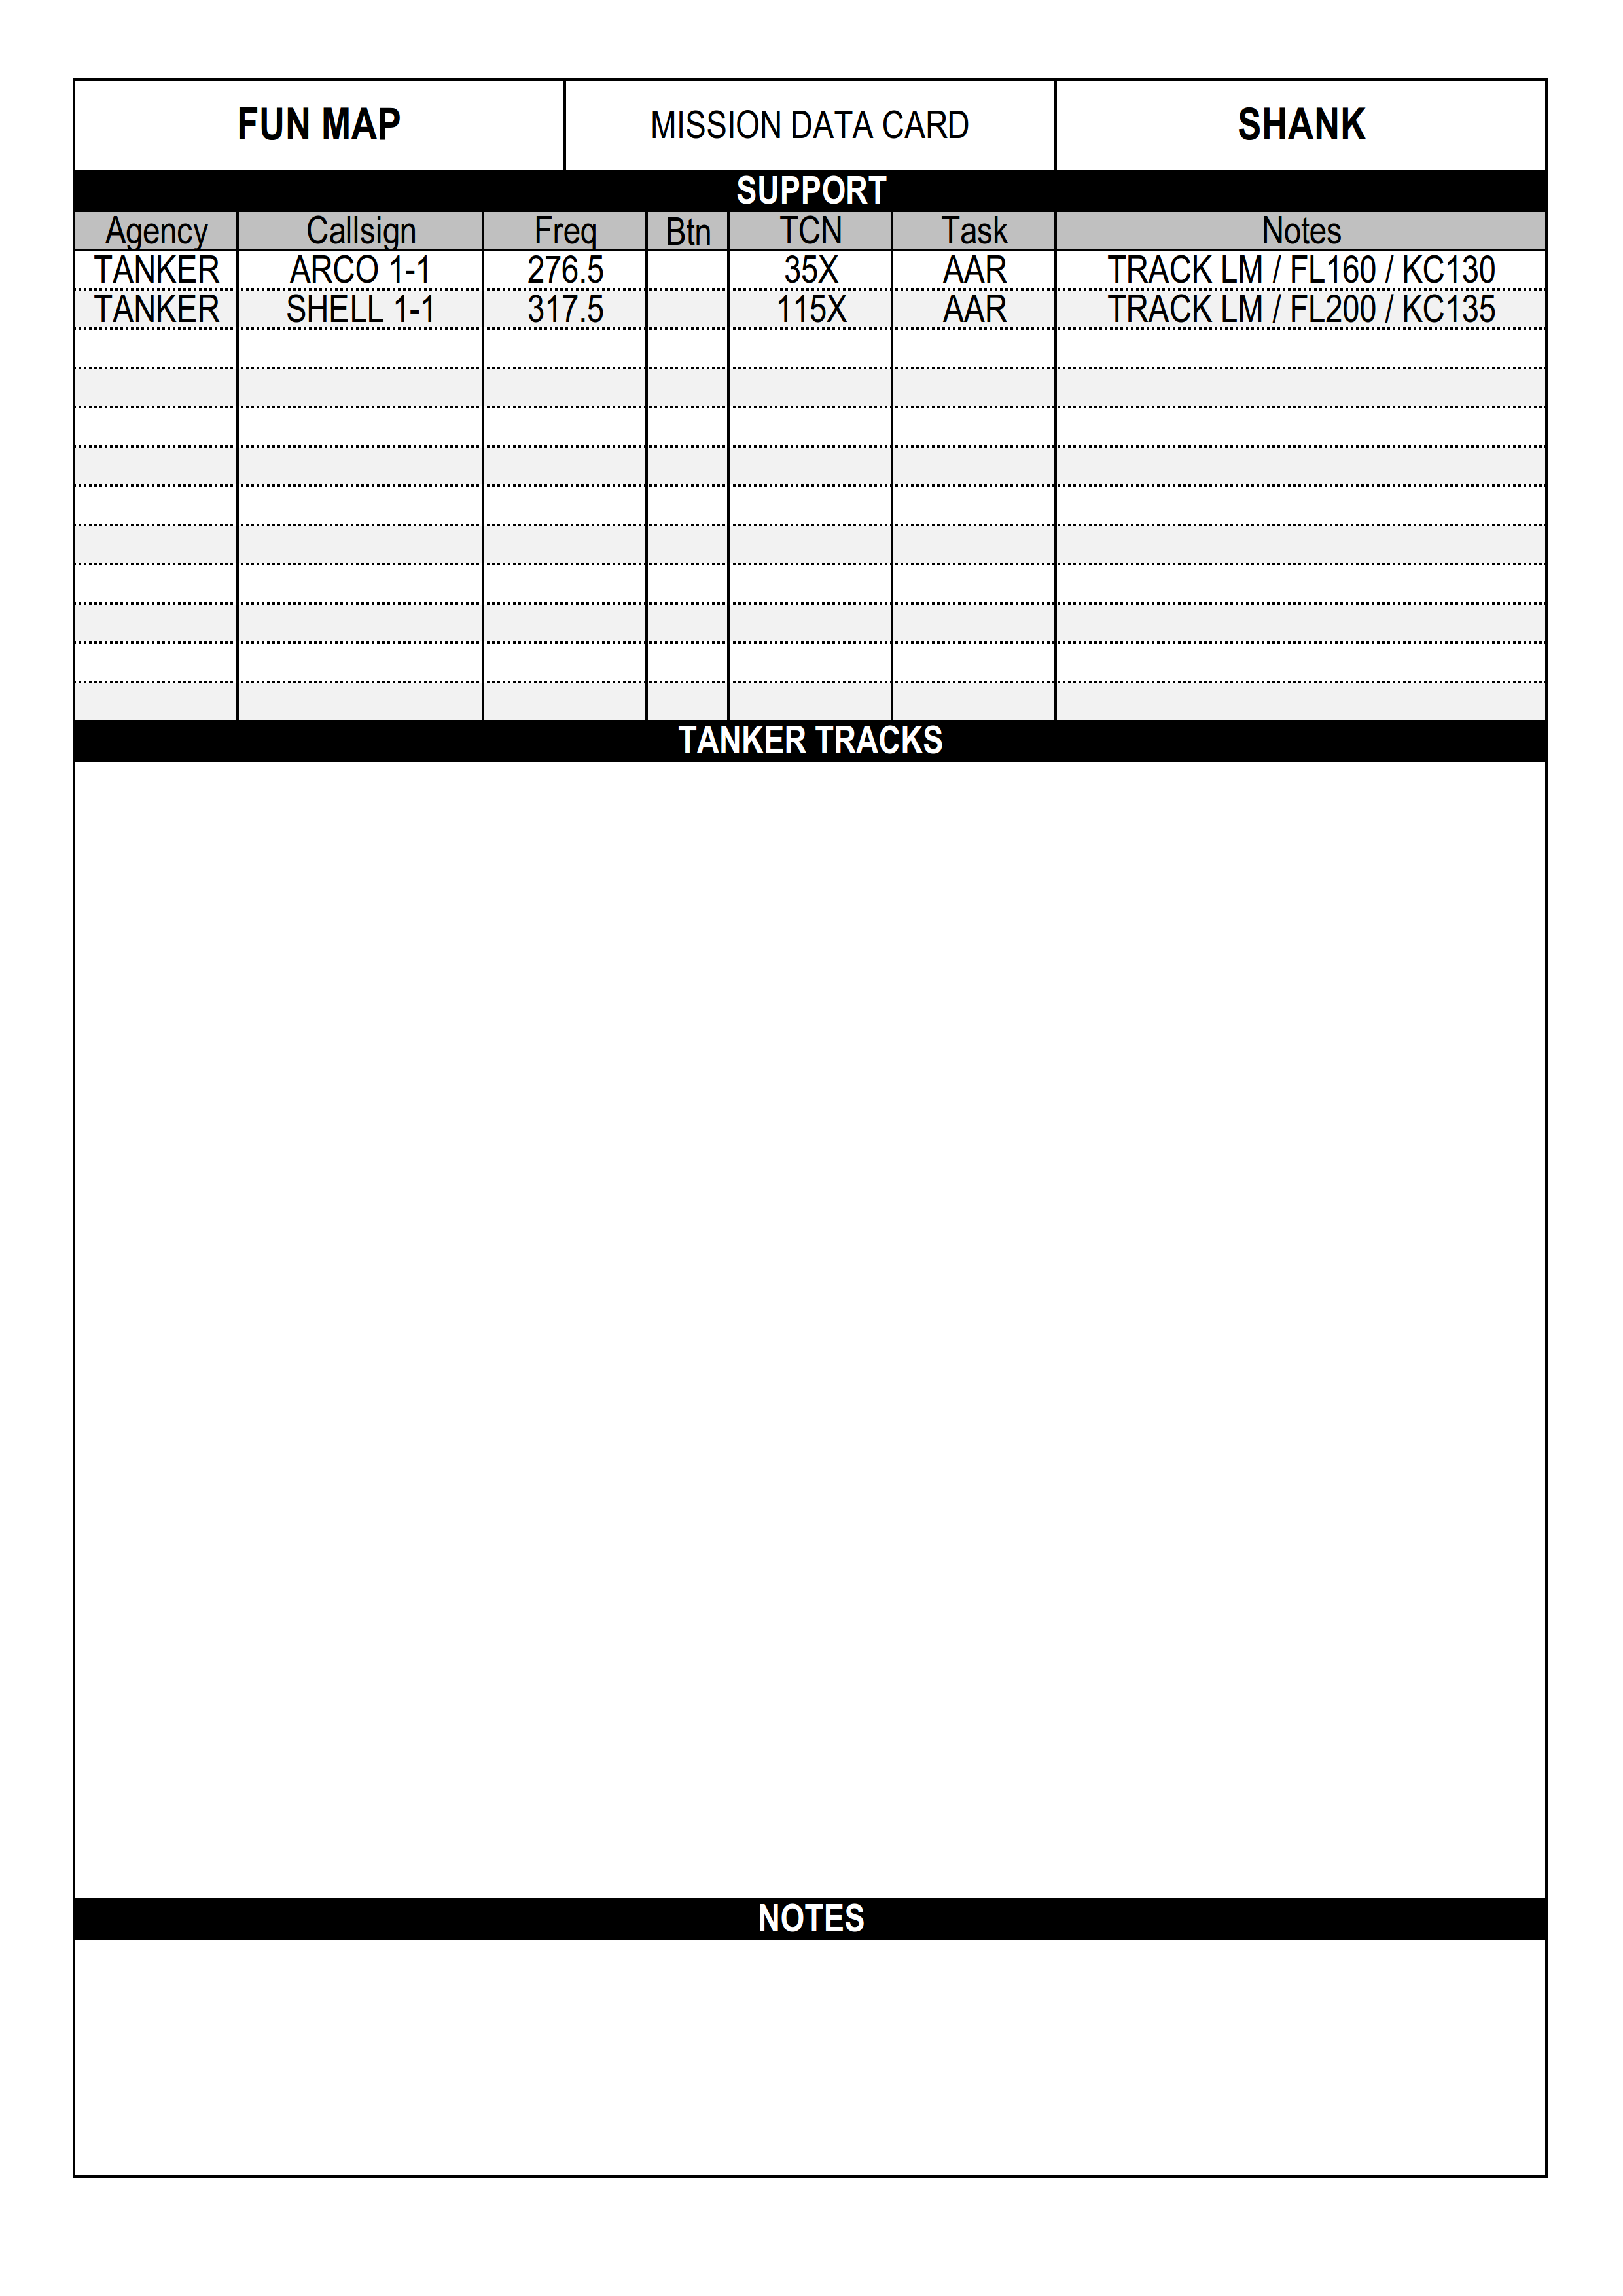 FUN MAP MISSION DATA CARD SHANK
SUPPORT
Agency Callsign Freq Btn TCN Task Notes
TANKER ARCO 1-1 276.5 35X AAR TRACK LM / FL160 / KC130
TANKER SHELL 1-1 317.5 115X AAR TRACK LM / FL200 / KC135
TANKER TRACKS
NOTES